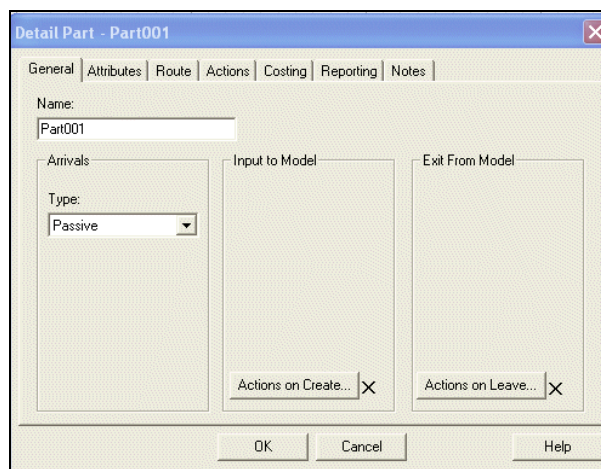 Detail Part - Part001
General Attributes Route Actions Costing Reporting Notes
Name:
Part001
Arrivals
Type:
Passive
Input to Model
Actions on Create...
Exit From Model
Actions on Leave...
OK Cancel Help